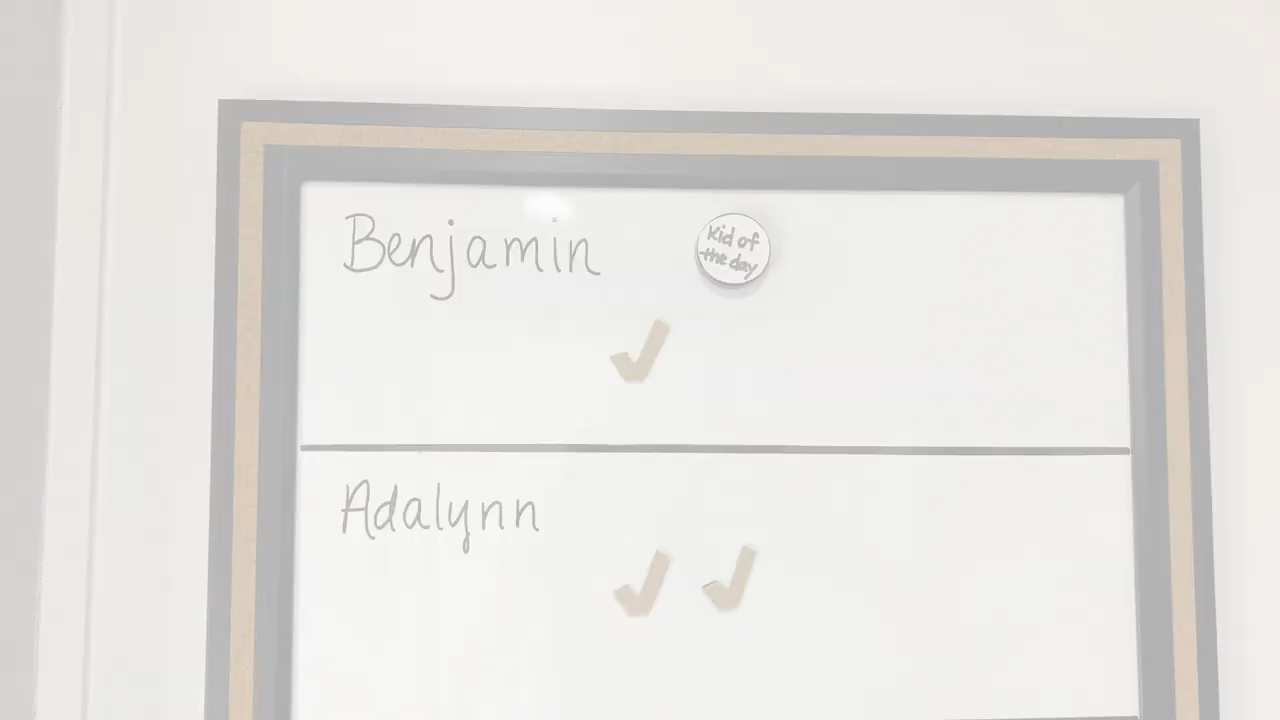 Benjamin
Kid of
the day
Adalynn